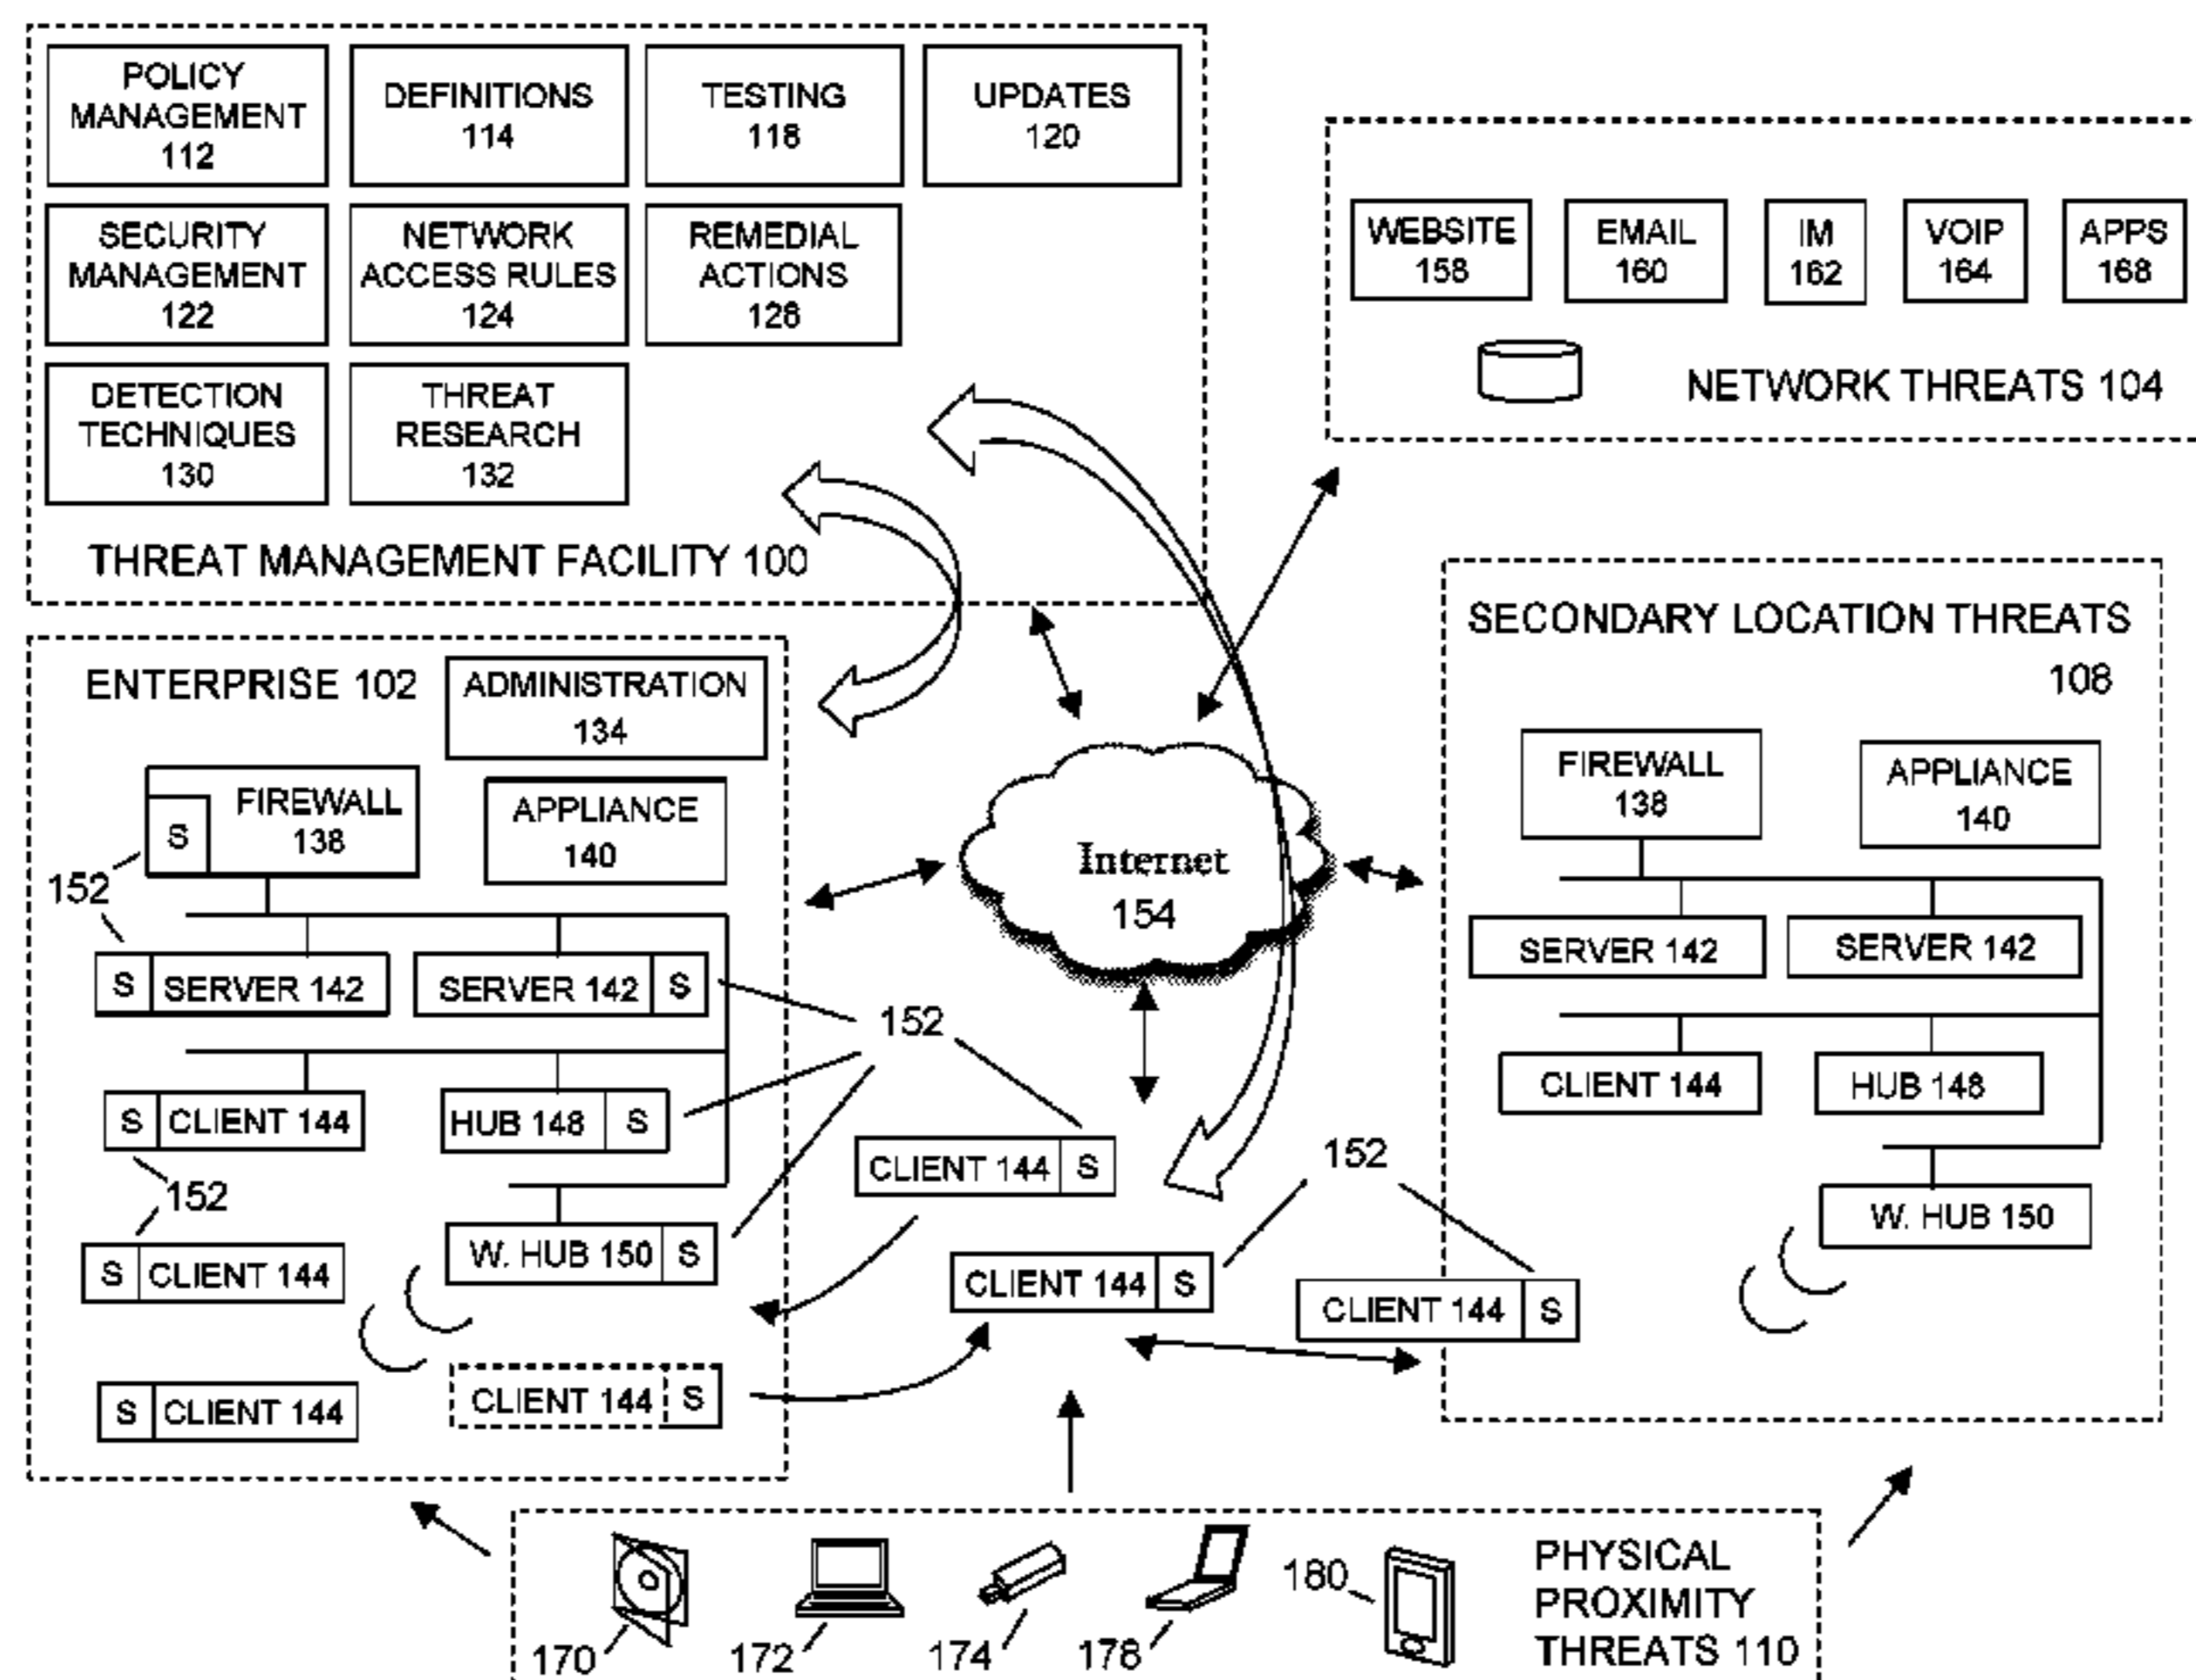 POLICY
MANAGEMENT
112
DEFINITIONS
114
TESTING
118
UPDATES
120
SECURITY
MANAGEMENT
122
NETWORK
ACCESS RULES
124
REMEDIAL
ACTIONS
128
DETECTION
TECHNIQUES
130
THREAT
RESEARCH
132
THREAT MANAGEMENT FACILITY 100
WEBSITE
158
EMAIL
160
IM
162
VOIP
164
APPS
168
NETWORK THREATS 104
ENTERPRISE 102
ADMINISTRATION
134
S
FIREWALL
138
APPLIANCE
140
152
S SERVER 142
SERVER 142 S
152
S CLIENT 144
HUB 148 S
152
S CLIENT 144
W. HUB 150 S
S CLIENT 144
CLIENT 144 S
Internet
154
CLIENT 144 S
152
CLIENT 144 S
CLIENT 144 S
SECONDARY LOCATION THREATS
108
FIREWALL
138
APPLIANCE
140
SERVER 142
SERVER 142
CLIENT 144
HUB 148
W. HUB 150
170
172
174
178
180
PHYSICAL
PROXIMITY
THREATS 110